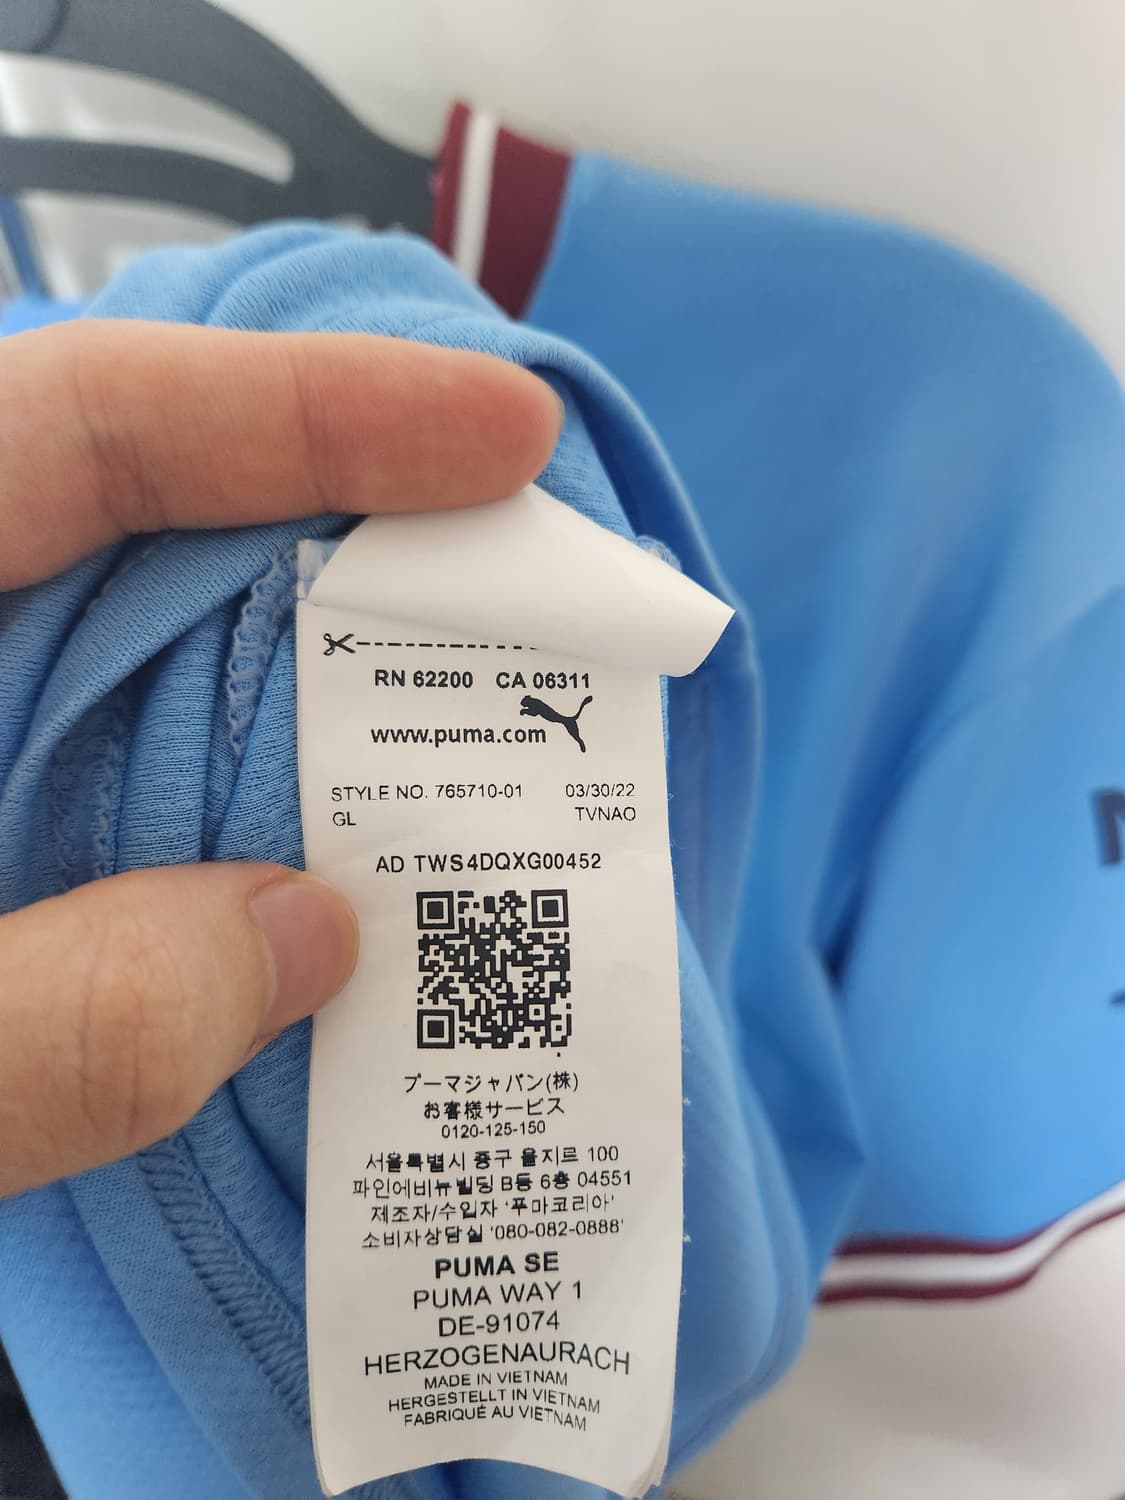 RN 62200 CA 06311
www.puma.com
STYLE NO. 765710-01 03/30/22
GL TVNAO
AD TWS4DQXG00452
プーマジャパン(株)
お客様サービス
0120-125-150
서울특별시 중구 을지르 100
파인에비뉴빌딩 B동 6층 04551
제조자/수입자 '푸마코리아'
소비자상담실 '080-082-0888'
PUMA SE
PUMA WAY 1
DE-91074
HERZOGENAURACH
MADE IN VIETNAM
HERGESTELLT IN VIETNAM
FABRIQUÉ AU VIETNAM